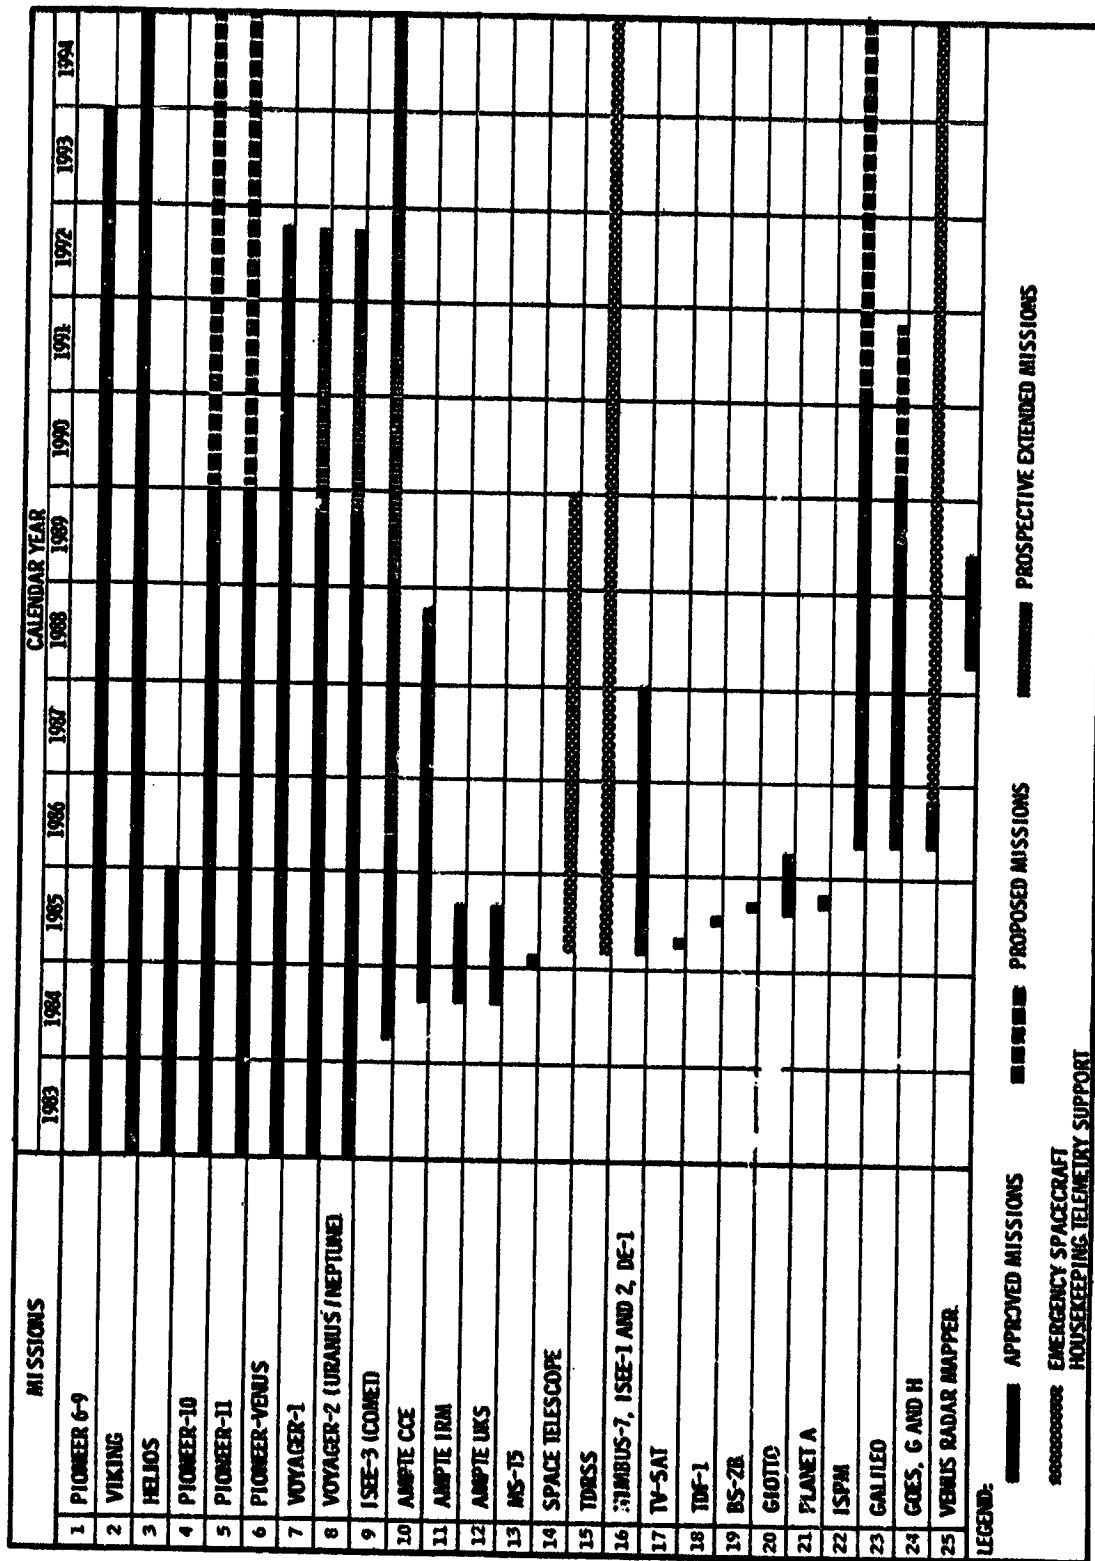 MISSIONS
CALENDAR YEAR
1983 1984 1985 1986 1987 1988 1989 1990 1991 1992 1993 1994
1 PIONEER 6-9
2 VIKING
3 HELIOS
4 PIONEER-10
5 PIONEER-11
6 PIONEER-VENUS
7 VOYAGER-1
8 VOYAGER-2 (URANUS/NEPTUNE)
9 ISEE-3 (COMET)
10 AMPTE CCE
11 AMPTE IRM
12 AMPTE UKS
13 MS-T5
14 SPACE TELESCOPE
15 TDRSS
16 NIMBUS-7, ISEE-1 AND 2, DE-1
17 TV-SAT
18 TDF-1
19 BS-2B
20 GIOTTO
21 PLANET A
22 ISPM
23 GALILEO
24 GOES, G AND H
25 VENUS RADAR MAPPER
LEGEND:
APPROVED MISSIONS PROPOSED MISSIONS PROSPECTIVE EXTENDED MISSIONS
EMERGENCY SPACECRAFT
HOUSEKEEPING TELEMETRY SUPPORT